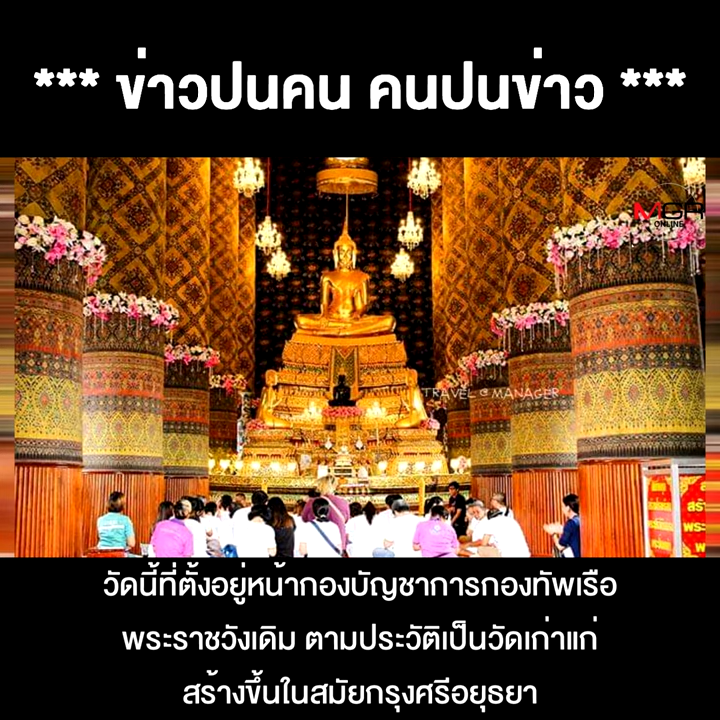 *** ข่าวปนคน คนปนข่าว ***
MGR
ONLINE
TRAVEL @ MANAGER
วัดนี้ที่ตั้งอยู่หน้ากองบัญชาการกองทัพเรือ
พระราชวังเดิม ตามประวัติเป็นวัดเก่าแก่
สร้างขึ้นในสมัยกรุงศรีอยุธยา